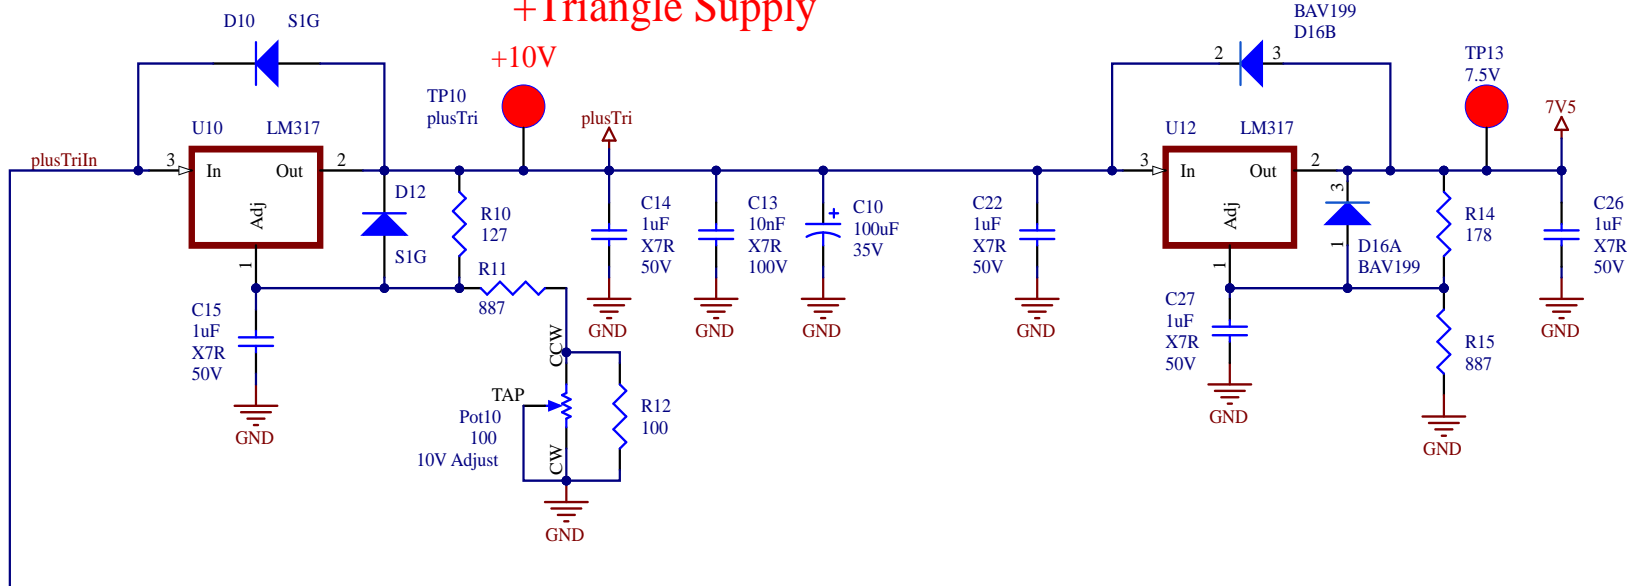 +Triangle Supply
D10 S1G
BAV199
D16B
+10V
2 3
TP13
7.5V
TP10
plusTri
plusTri
7V5
U10 LM317
U12 LM317
plusTriIn
3 In Out 2
Adj
1
D12
S1G
R10
127
R11
887
C14
1uF
X7R
50V
GND
C13
10nF
X7R
100V
GND
+
C10
100uF
35V
GND
C22
1uF
X7R
50V
GND
3 In Out 2
Adj
1
3
1
D16A
BAV199
R14
178
C26
1uF
X7R
50V
GND
C15
1uF
X7R
50V
GND
CCW
TAP
Pot10
100
10V Adjust
CW
R12
100
GND
C27
1uF
X7R
50V
GND
R15
887
GND